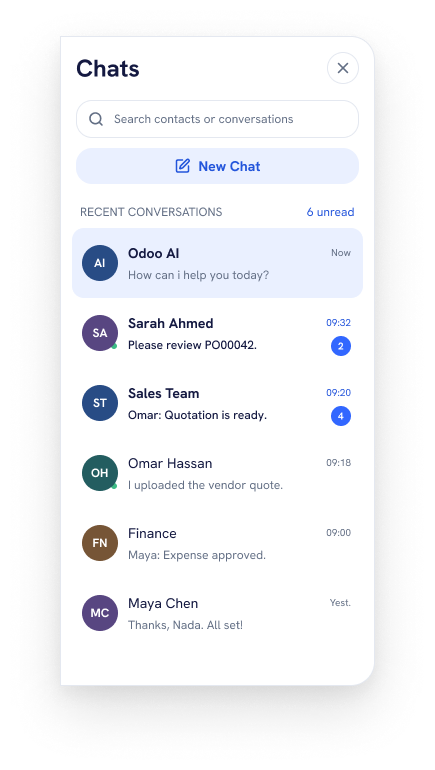 Chats
Search contacts or conversations
New Chat
RECENT CONVERSATIONS 6 unread
AI Odoo AI Now
How can i help you today?
SA Sarah Ahmed 09:32
Please review PO00042. 2
ST Sales Team 09:20
Omar: Quotation is ready. 4
OH Omar Hassan 09:18
I uploaded the vendor quote.
FN Finance 09:00
Maya: Expense approved.
MC Maya Chen Yest.
Thanks, Nada. All set!